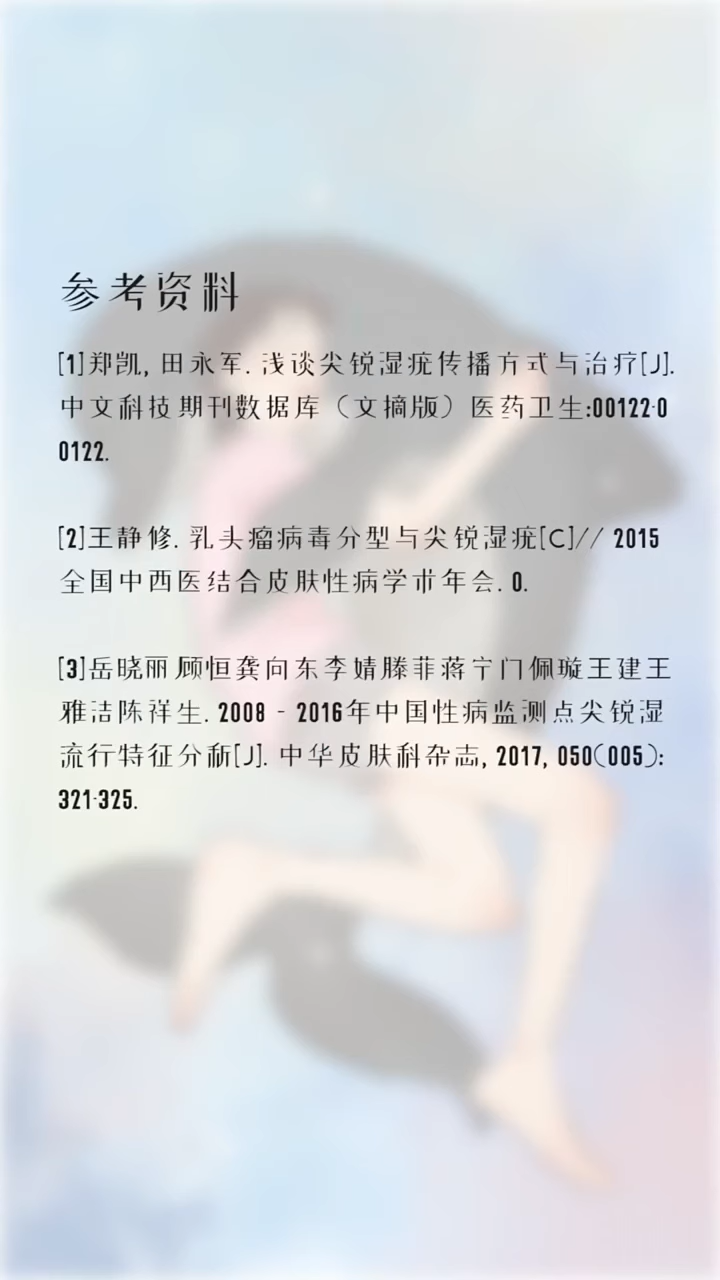 参考资料
[1]郑凯, 田永军. 浅谈尖锐湿疣传播方式与治疗[J].
中文科技期刊数据库（文摘版）医药卫生:00122-0
0122.
[2]王静修. 乳头瘤病毒分型与尖锐湿疣[C]// 2015
全国中西医结合皮肤性病学术年会. 0.
[3]岳晓丽顾恒龚向东李婧滕菲蒋宁门佩璇王建王
雅洁陈祥生. 2008 - 2016年中国性病监测点尖锐湿
流行特征分析[J]. 中华皮肤科杂志, 2017, 050(005):
321-325.